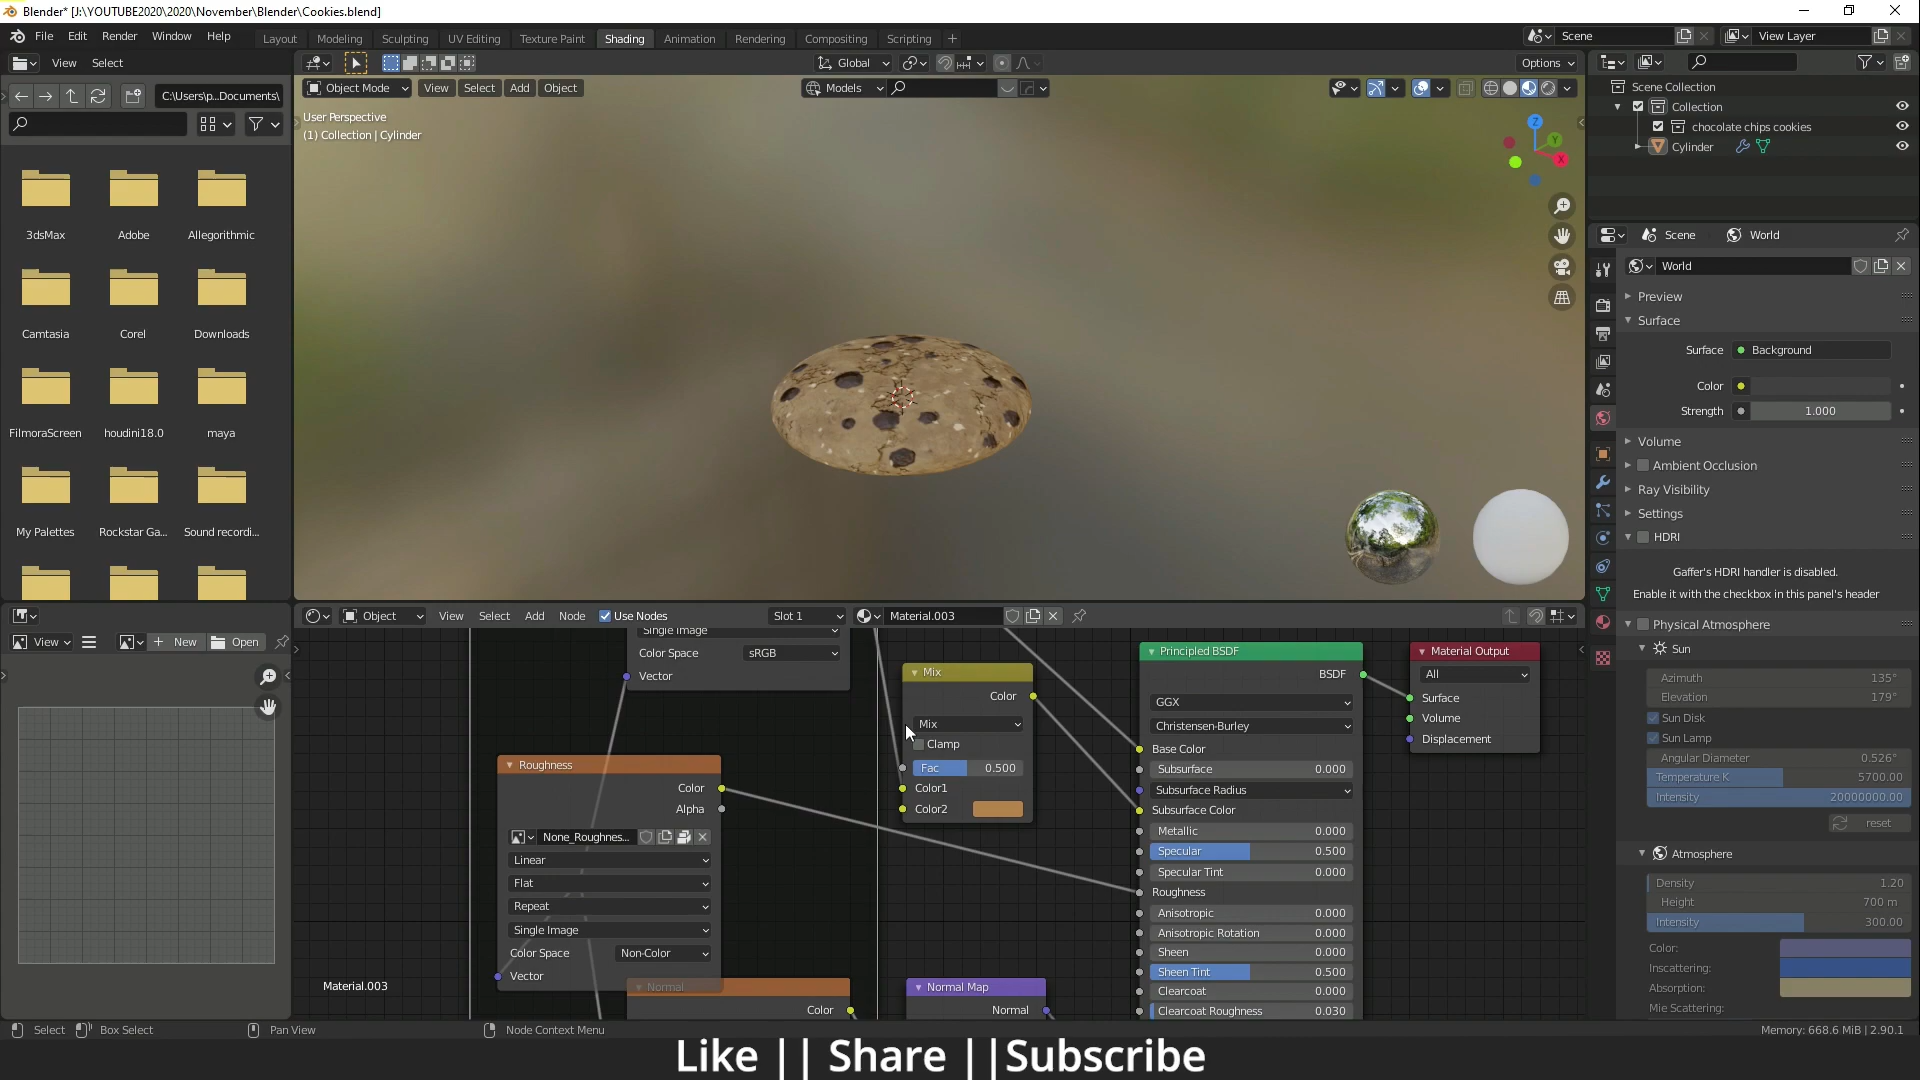 Blender* [J:\YOUTUBE2020\2020\November\Blender\Cookies.blend]
File Edit Render Window Help Layout Modeling Sculpting UV Editing Texture Paint Shading Animation Rendering Compositing Scripting + Scene View Layer
View Select Global Options
C:\Users\p..Documents\ Object Mode View Select Add Object Models
User Perspective
(1) Collection | Cylinder
Scene Collection
Collection
chocolate chips cookies
Cylinder
Z
Y
X
3dsMax Adobe Allegorithmic
Camtasia Corel Downloads
FilmoraScreen houdini18.0 maya
My Palettes Rockstar Ga... Sound recordi...
Scene World
World
Preview
Surface
Surface Background
Color
Strength 1.000
Volume
Ambient Occlusion
Ray Visibility
Settings
HDRI
Gaffer's HDRI handler is disabled.
Enable it with the checkbox in this panel's header
Physical Atmosphere
Sun
Azimuth 135°
Elevation 179°
Sun Disk
Sun Lamp
Angular Diameter 0.526°
Temperature K 5700.00
Intensity 20000000.00
reset
Atmosphere
Density 1.20
Height 700 m
Intensity 300.00
Color:
Inscattering:
Absorption:
Mie Scattering:
View New Open
Object View Select Add Node Use Nodes Slot 1 Material.003
Single Image
Color Space sRGB
Vector
Roughness
Color
Alpha
None_Roughnes...
Linear
Flat
Repeat
Single Image
Color Space Non-Color
Vector
Normal
Color
Mix
Color
Mix
Clamp
Fac 0.500
Color1
Color2
Normal Map
Normal
Principled BSDF
BSDF
GGX
Christensen-Burley
Base Color
Subsurface 0.000
Subsurface Radius
Subsurface Color
Metallic 0.000
Specular 0.500
Specular Tint 0.000
Roughness
Anisotropic 0.000
Anisotropic Rotation 0.000
Sheen 0.000
Sheen Tint 0.500
Clearcoat 0.000
Clearcoat Roughness 0.030
Material Output
All
Surface
Volume
Displacement
Material.003
Select Box Select Pan View Node Context Menu Memory: 668.6 MiB | 2.90.1
Like || Share ||Subscribe